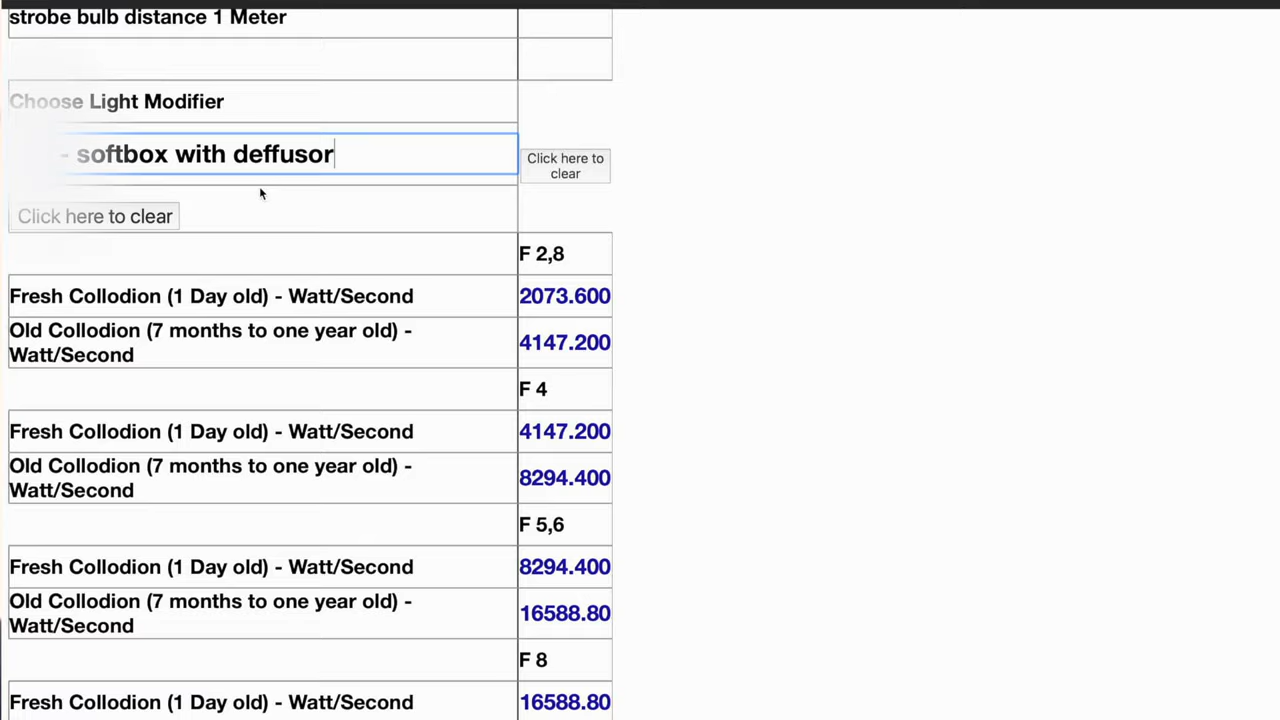 strobe bulb distance 1 Meter
Choose Light Modifier
- softbox with deffusor
Click here to
clear
Click here to clear
F 2,8
Fresh Collodion (1 Day old) - Watt/Second
2073.600
Old Collodion (7 months to one year old) -
Watt/Second
4147.200
F 4
Fresh Collodion (1 Day old) - Watt/Second
4147.200
Old Collodion (7 months to one year old) -
Watt/Second
8294.400
F 5,6
Fresh Collodion (1 Day old) - Watt/Second
8294.400
Old Collodion (7 months to one year old) -
Watt/Second
16588.80
F 8
Fresh Collodion (1 Day old) - Watt/Second
16588.80